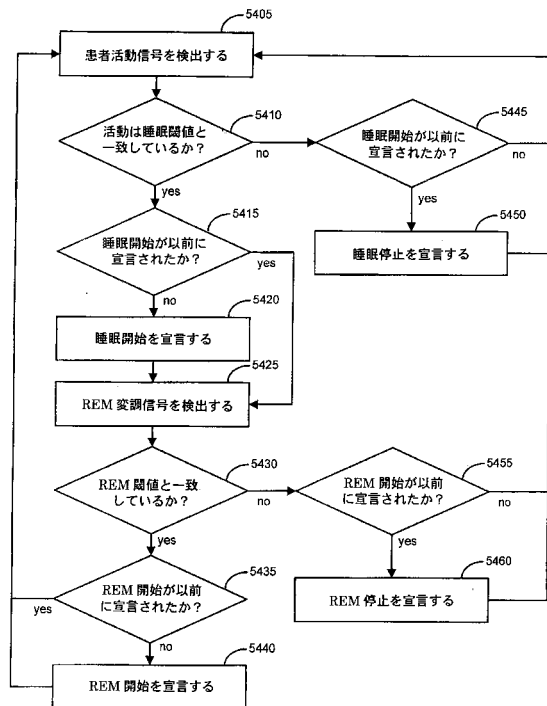 5405
患者活動信号を検出する
5410
活動は睡眠閾値と
一致しているか？
no
yes
5445
睡眠開始が以前に
宣言されたか？
no
yes
5450
睡眠停止を宣言する
5415
睡眠開始が以前に
宣言されたか？
yes
no
5420
睡眠開始を宣言する
5425
REM 変調信号を検出する
5430
REM 閾値と一致
しているか？
no
yes
5455
REM 開始が以前
に宣言されたか？
no
yes
5460
REM 停止を宣言する
5435
REM 開始が以前
に宣言されたか？
yes
no
5440
REM 開始を宣言する